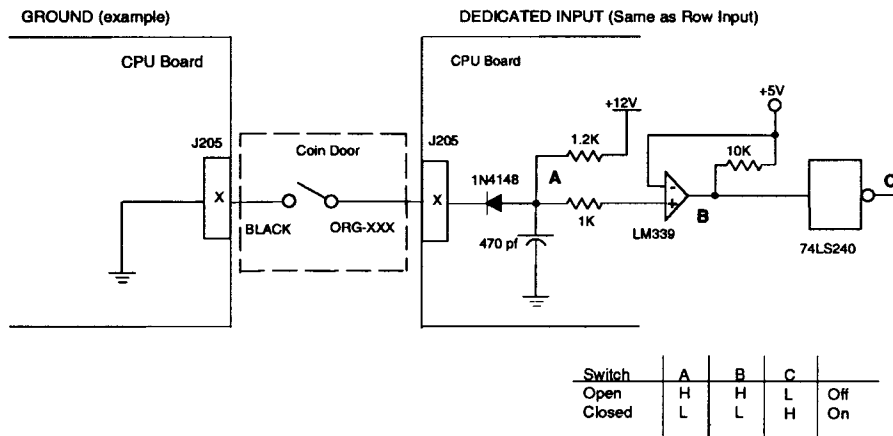 GROUND (example)
DEDICATED INPUT (Same as Row Input)
CPU Board
CPU Board
+12V
+5V
J205
Coin Door
J205
1.2K
10K
1N4148
A
C
X
X
-
+
B
BLACK
ORG-XXX
1K
LM339
470 pf
74LS240
Switch A B C
Open H H L Off
Closed L L H On